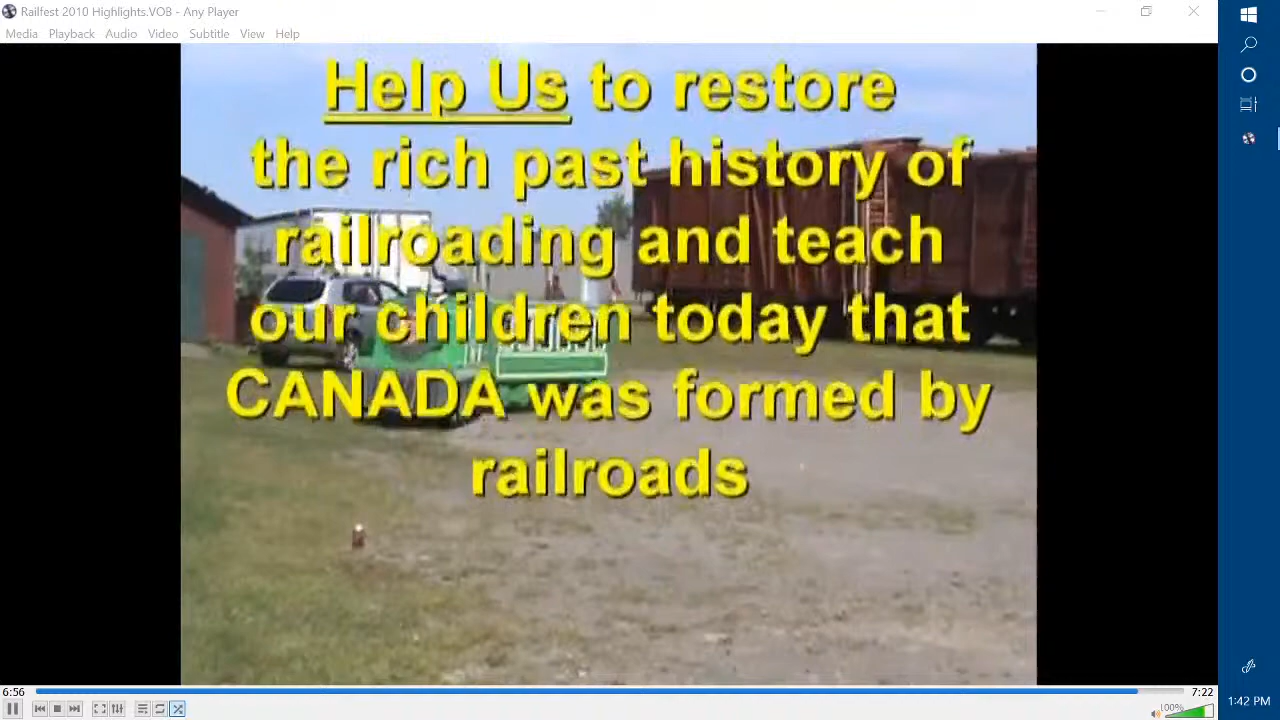 Railfest 2010 Highlights.VOB - Any Player
Media Playback Audio Video Subtitle View Help
Help Us to restore
the rich past history of
railroading and teach
our children today that
CANADA was formed by
railroads
6:56 7:22
100%
1:42 PM